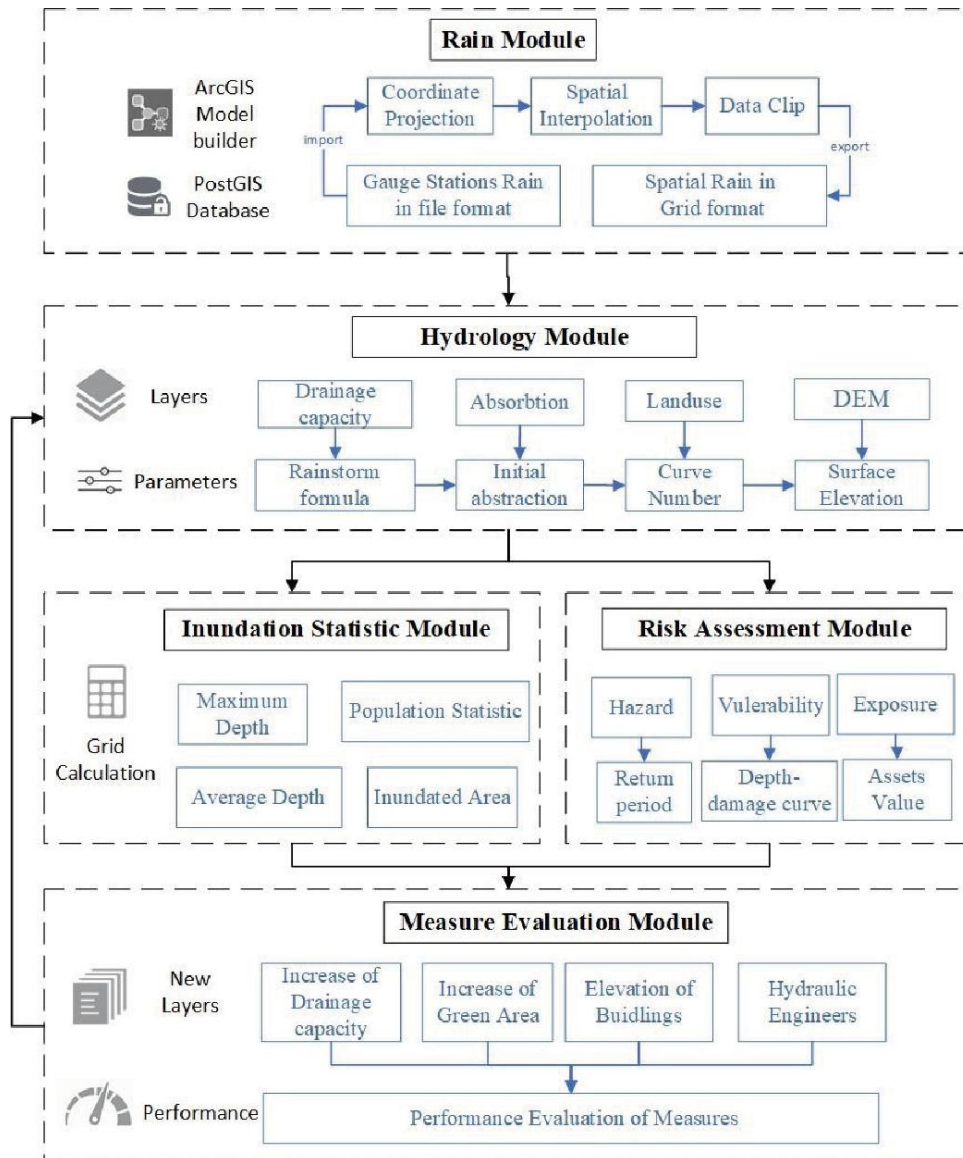 Rain Module
ArcGIS
Model
builder
Coordinate
Projection
Spatial
Interpolation
Data Clip
import
export
PostGIS
Database
Gauge Stations Rain
in file format
Spatial Rain in
Grid format
Hydrology Module
Layers
Drainage
capacity
Absorbtion
Landuse
DEM
Parameters
Rainstorm
formula
Initial
abstraction
Curve
Number
Surface
Elevation
Inundation Statistic Module
Maximum
Depth
Population Statistic
Grid
Calculation
Average Depth
Inundated Area
Risk Assessment Module
Hazard
Vulerability
Exposure
Return
period
Depth-
damage curve
Assets
Value
Measure Evaluation Module
New
Layers
Increase of
Drainage
capacity
Increase of
Green Area
Elevation of
Buidlings
Hydraulic
Engineers
Performance
Performance Evaluation of Measures